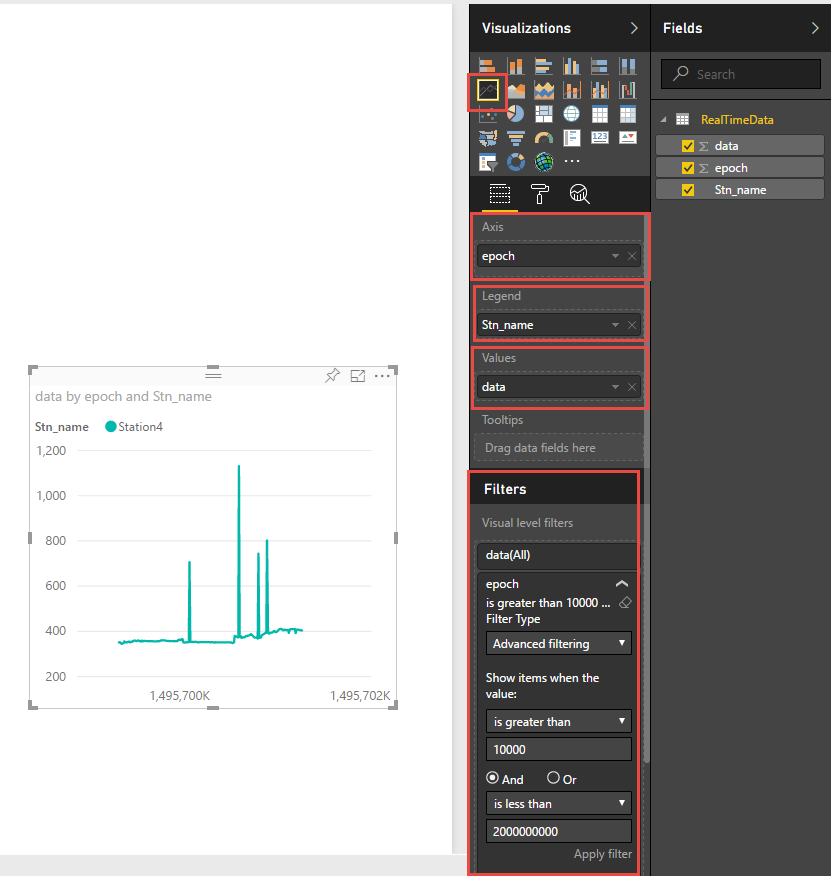 data by epoch and Stn_name
Stn_name Station4
1,200
1,000
800
600
400
200
1,495,700K 1,495,702K
Visualizations
123
Axis
epoch
Legend
Stn_name
Values
data
Tooltips
Drag data fields here
Filters
Visual level filters
data(All)
epoch
is greater than 10000 ...
Filter Type
Advanced filtering
Show items when the
value:
is greater than
10000
And Or
is less than
2000000000
Apply filter
Fields
Search
RealTimeData
Σ data
Σ epoch
Stn_name